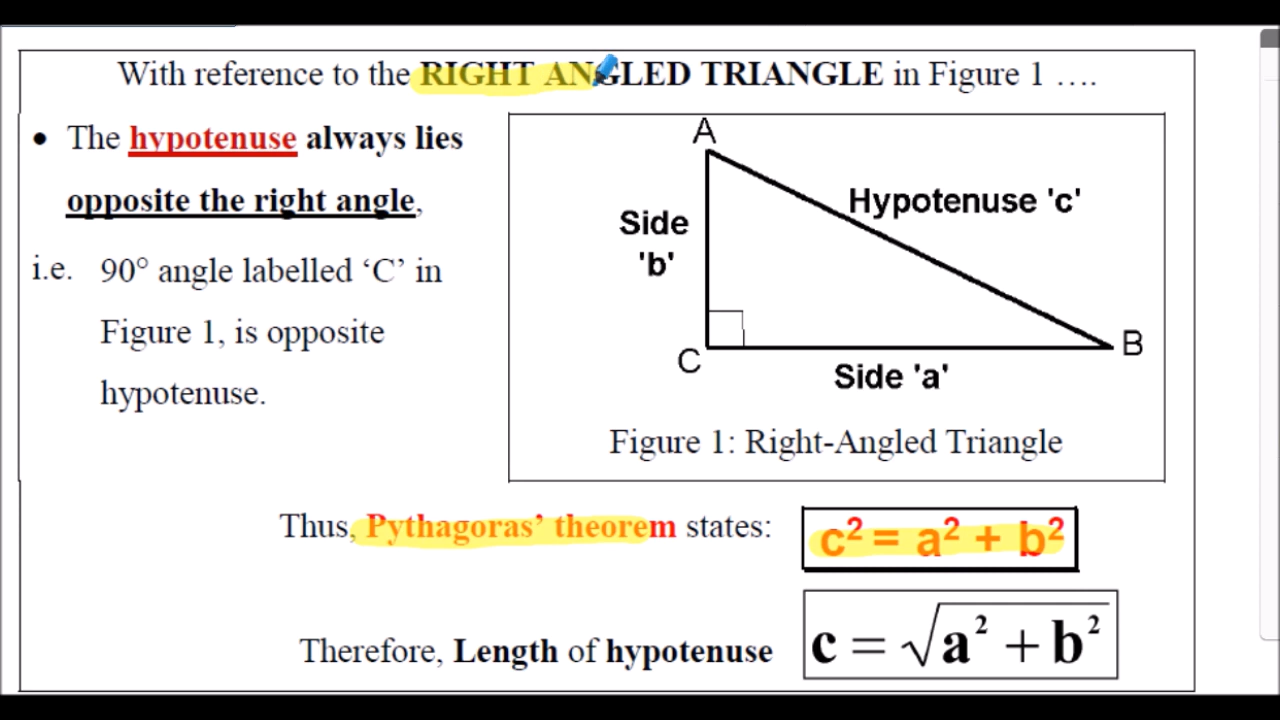 With reference to the RIGHT ANGLED TRIANGLE in Figure 1 ….
• The hypotenuse always lies
opposite the right angle,
i.e. 90° angle labelled ‘C’ in
Figure 1, is opposite
hypotenuse.
A
Hypotenuse 'c'
Side
'b'
C
B
Side 'a'
Figure 1: Right-Angled Triangle
Thus, Pythagoras’ theorem states: c² = a² + b²
Therefore, Length of hypotenuse c = √a² + b²